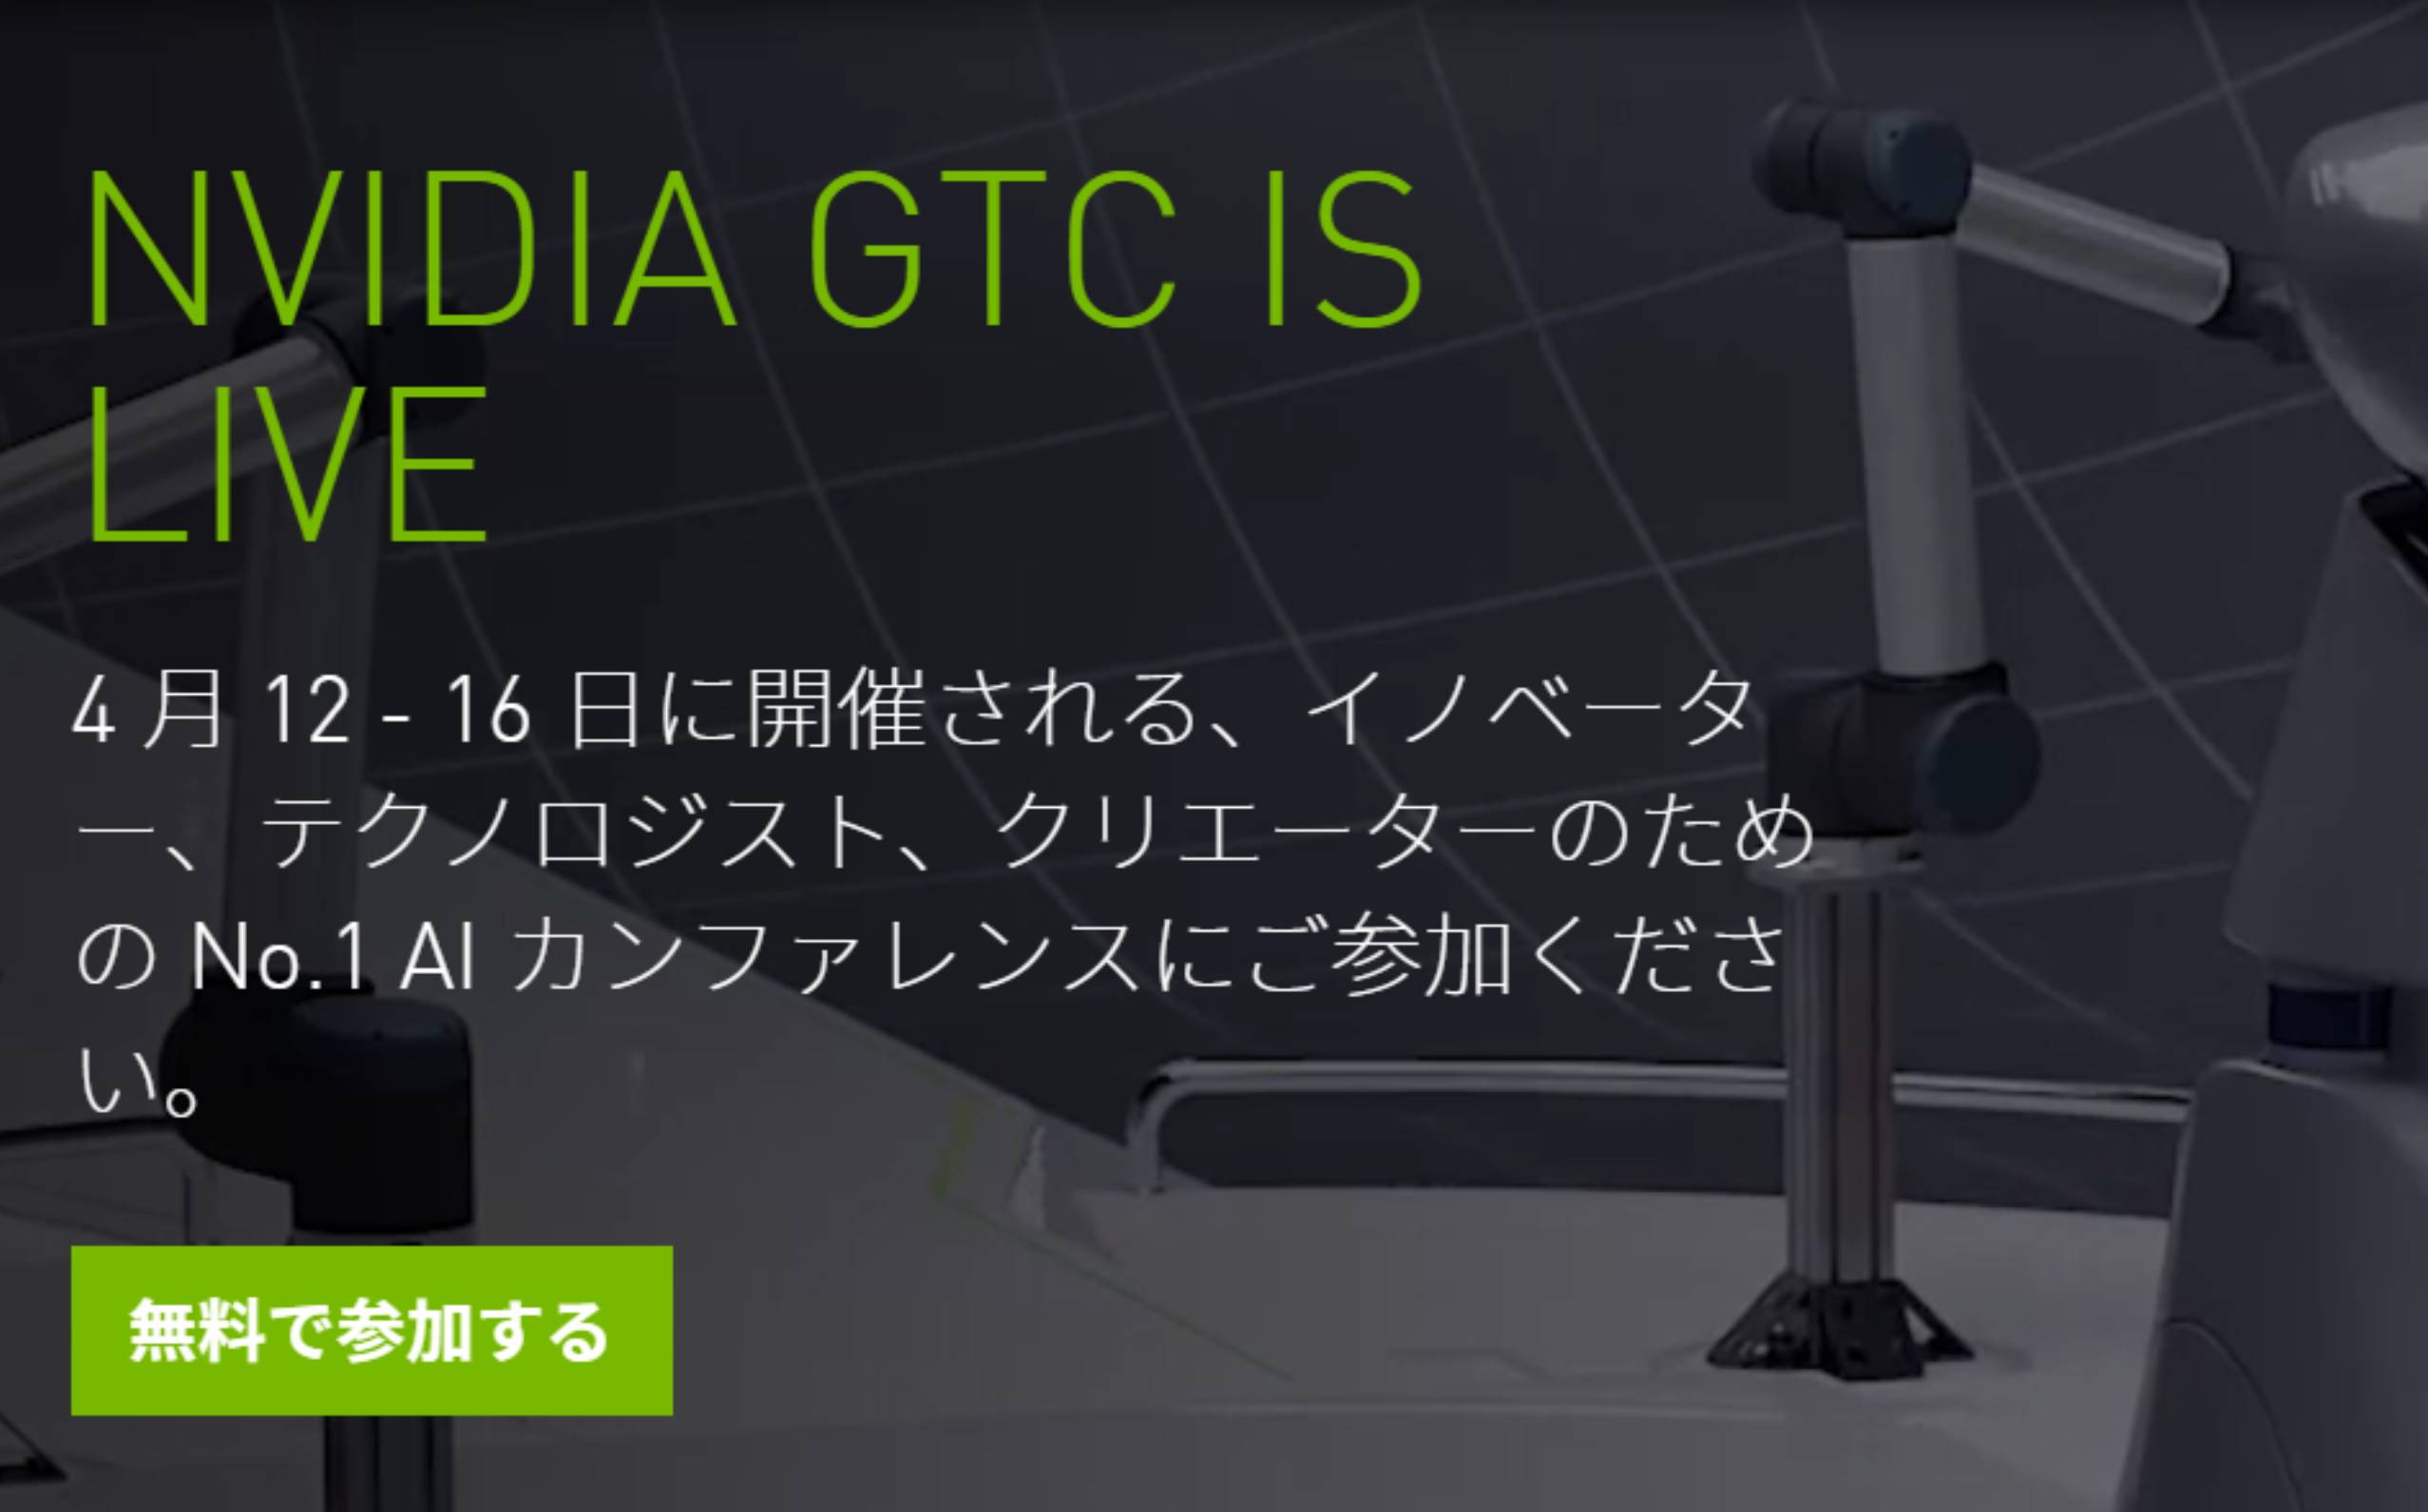 NVIDIA GTC IS
LIVE
4 月 12 - 16 日に開催される、イノベータ
ー、テクノロジスト、クリエーターのため
の No.1 AI カンファレンスにご参加くださ
い。
無料で参加する